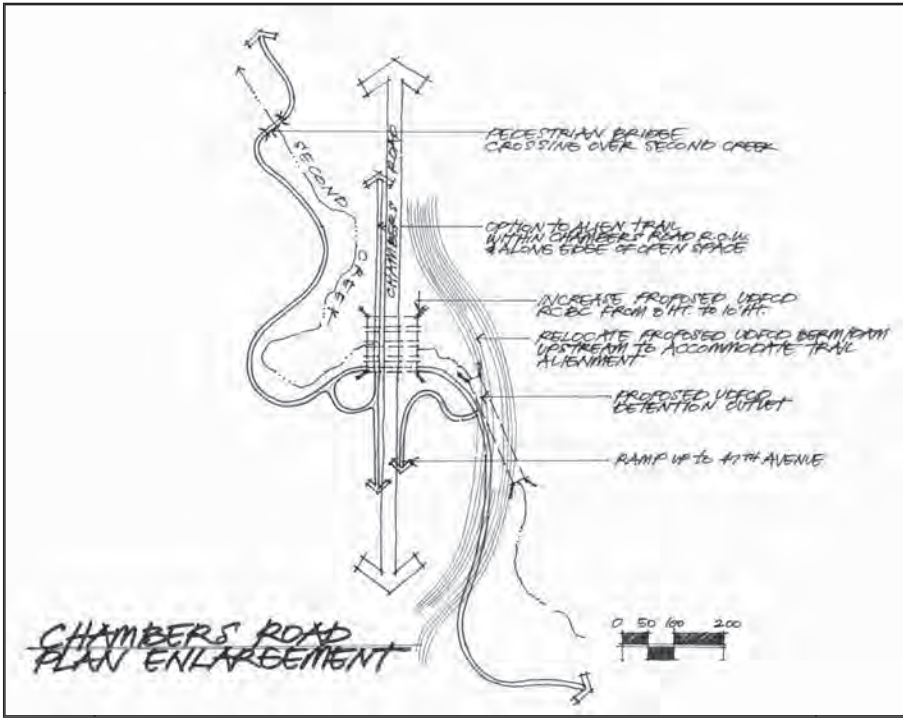 PEDESTRIAN BRIDGE
CROSSING OVER SECOND CREEK
SECOND
CREEK
CHAMBERS ROAD
OPTION TO ALIGN TRAIL
WITHIN CHAMBERS ROAD R.O.W.
& ALONG EDGE OF OPEN SPACE
INCREASE PROPOSED UDFCD
RCBC FROM 8' HT. TO 10' HT.
RELOCATE PROPOSED UDFCD BERM/DAM
UPSTREAM TO ACCOMMODATE TRAIL
ALIGNMENT
PROPOSED UDFCD
DETENTION OUTLET
RAMP UP TO 47TH AVENUE
0 50 100 200
CHAMBERS ROAD
PLAN ENLARGEMENT